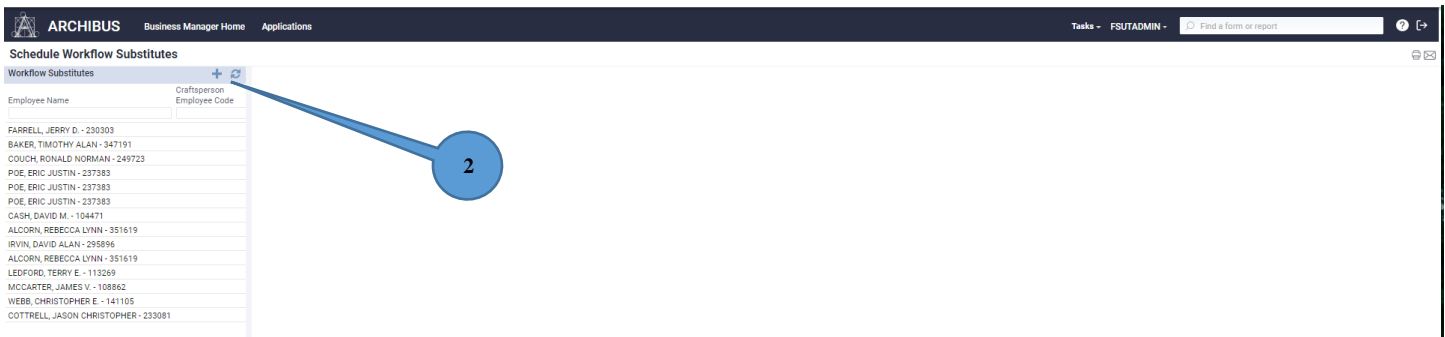 ARCHIBUS Business Manager Home Applications Tasks FSUTADMIN Find a form or report ?
Schedule Workflow Substitutes
Workflow Substitutes
Employee Name Craftsperson Employee Code
FARRELL, JERRY D. - 230303
BAKER, TIMOTHY ALAN - 347191
COUCH, RONALD NORMAN - 249723
POE, ERIC JUSTIN - 237383
POE, ERIC JUSTIN - 237383
POE, ERIC JUSTIN - 237383
CASH, DAVID M. - 104471
ALCORN, REBECCA LYNN - 351619
IRVIN, DAVID ALAN - 295896
ALCORN, REBECCA LYNN - 351619
LEDFORD, TERRY E. - 113269
MCCARTER, JAMES V. - 108862
WEBB, CHRISTOPHER E. - 141105
COTTRELL, JASON CHRISTOPHER - 233081
2